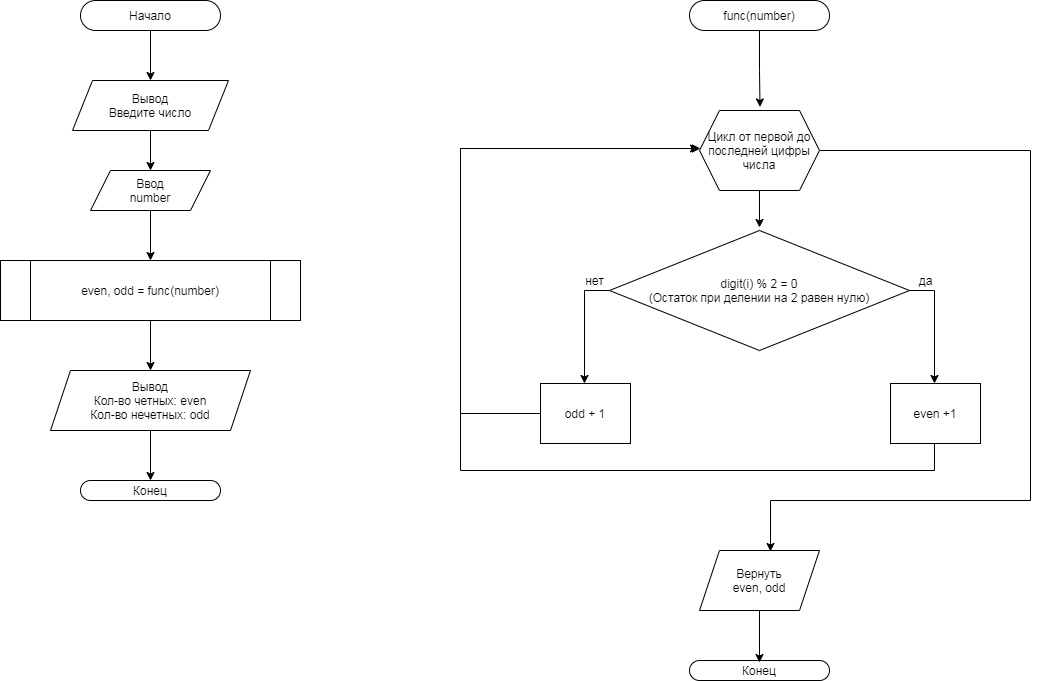 Начало
Вывод
Введите число
Ввод
number
even, odd = func(number)
Вывод
Кол-во четных: even
Кол-во нечетных: odd
Конец
func(number)
Цикл от первой до
последней цифры
числа
digit(i) % 2 = 0
(Остаток при делении на 2 равен нулю)
нет
да
odd + 1
even +1
Вернуть
even, odd
Конец